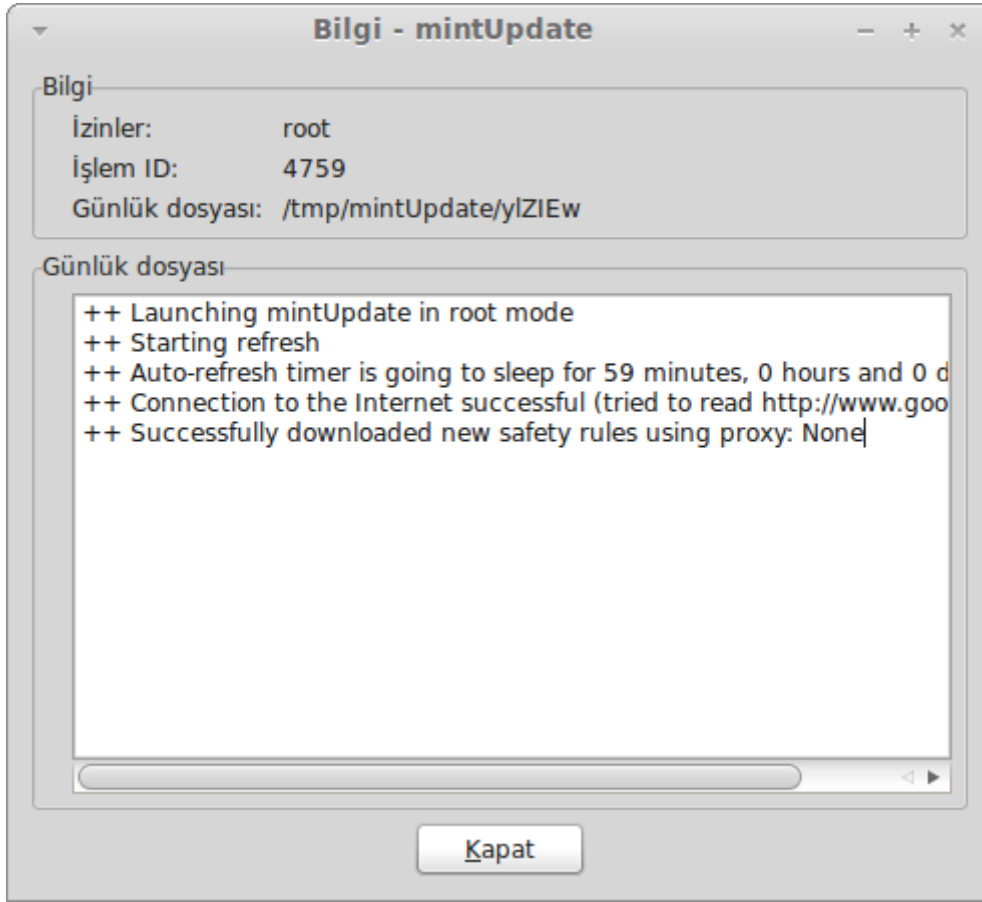 Bilgi - mintUpdate
Bilgi
İzinler: root
İşlem ID: 4759
Günlük dosyası: /tmp/mintUpdate/ylZIEw
Günlük dosyası
++ Launching mintUpdate in root mode
++ Starting refresh
++ Auto-refresh timer is going to sleep for 59 minutes, 0 hours and 0 d
++ Connection to the Internet successful (tried to read http://www.goo
++ Successfully downloaded new safety rules using proxy: None
Kapat